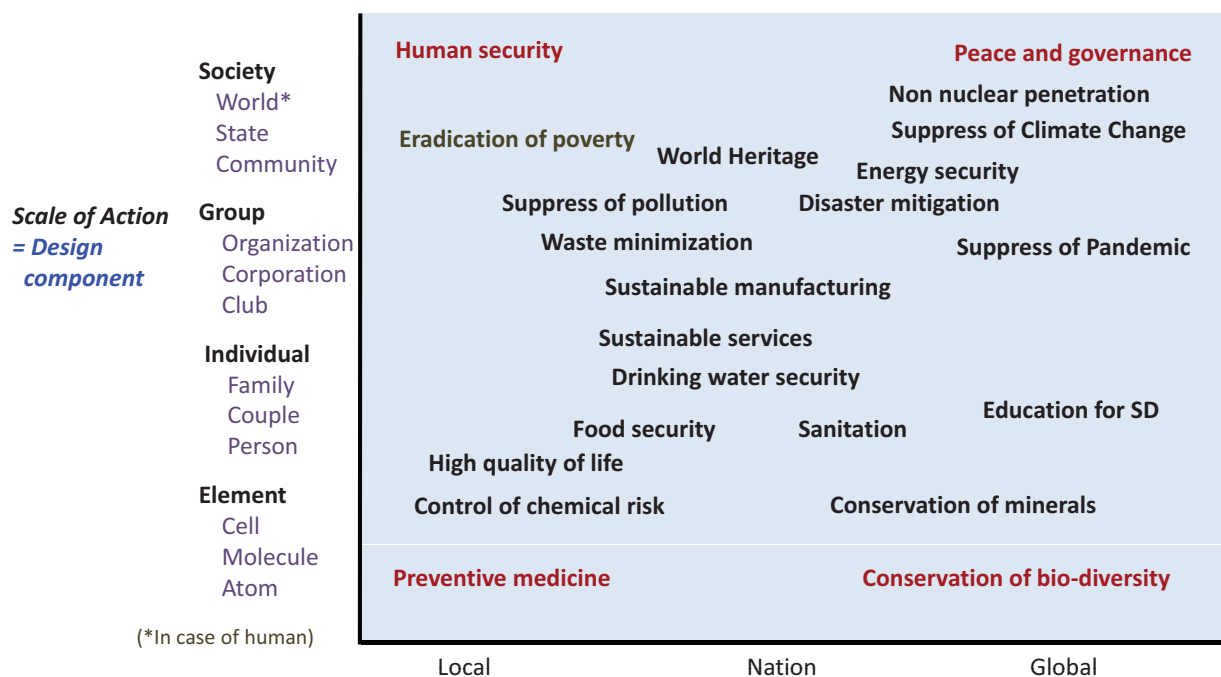 Society
World*
State
Community
Scale of Action
= Design
component
Group
Organization
Corporation
Club
Individual
Family
Couple
Person
Element
Cell
Molecule
Atom
(*In case of human)
Human security
Peace and governance
Non nuclear penetration
Suppress of Climate Change
Eradication of poverty
World Heritage
Energy security
Suppress of pollution
Disaster mitigation
Waste minimization
Suppress of Pandemic
Sustainable manufacturing
Sustainable services
Drinking water security
Education for SD
Food security
Sanitation
High quality of life
Control of chemical risk
Conservation of minerals
Preventive medicine
Conservation of bio-diversity
Local
Nation
Global